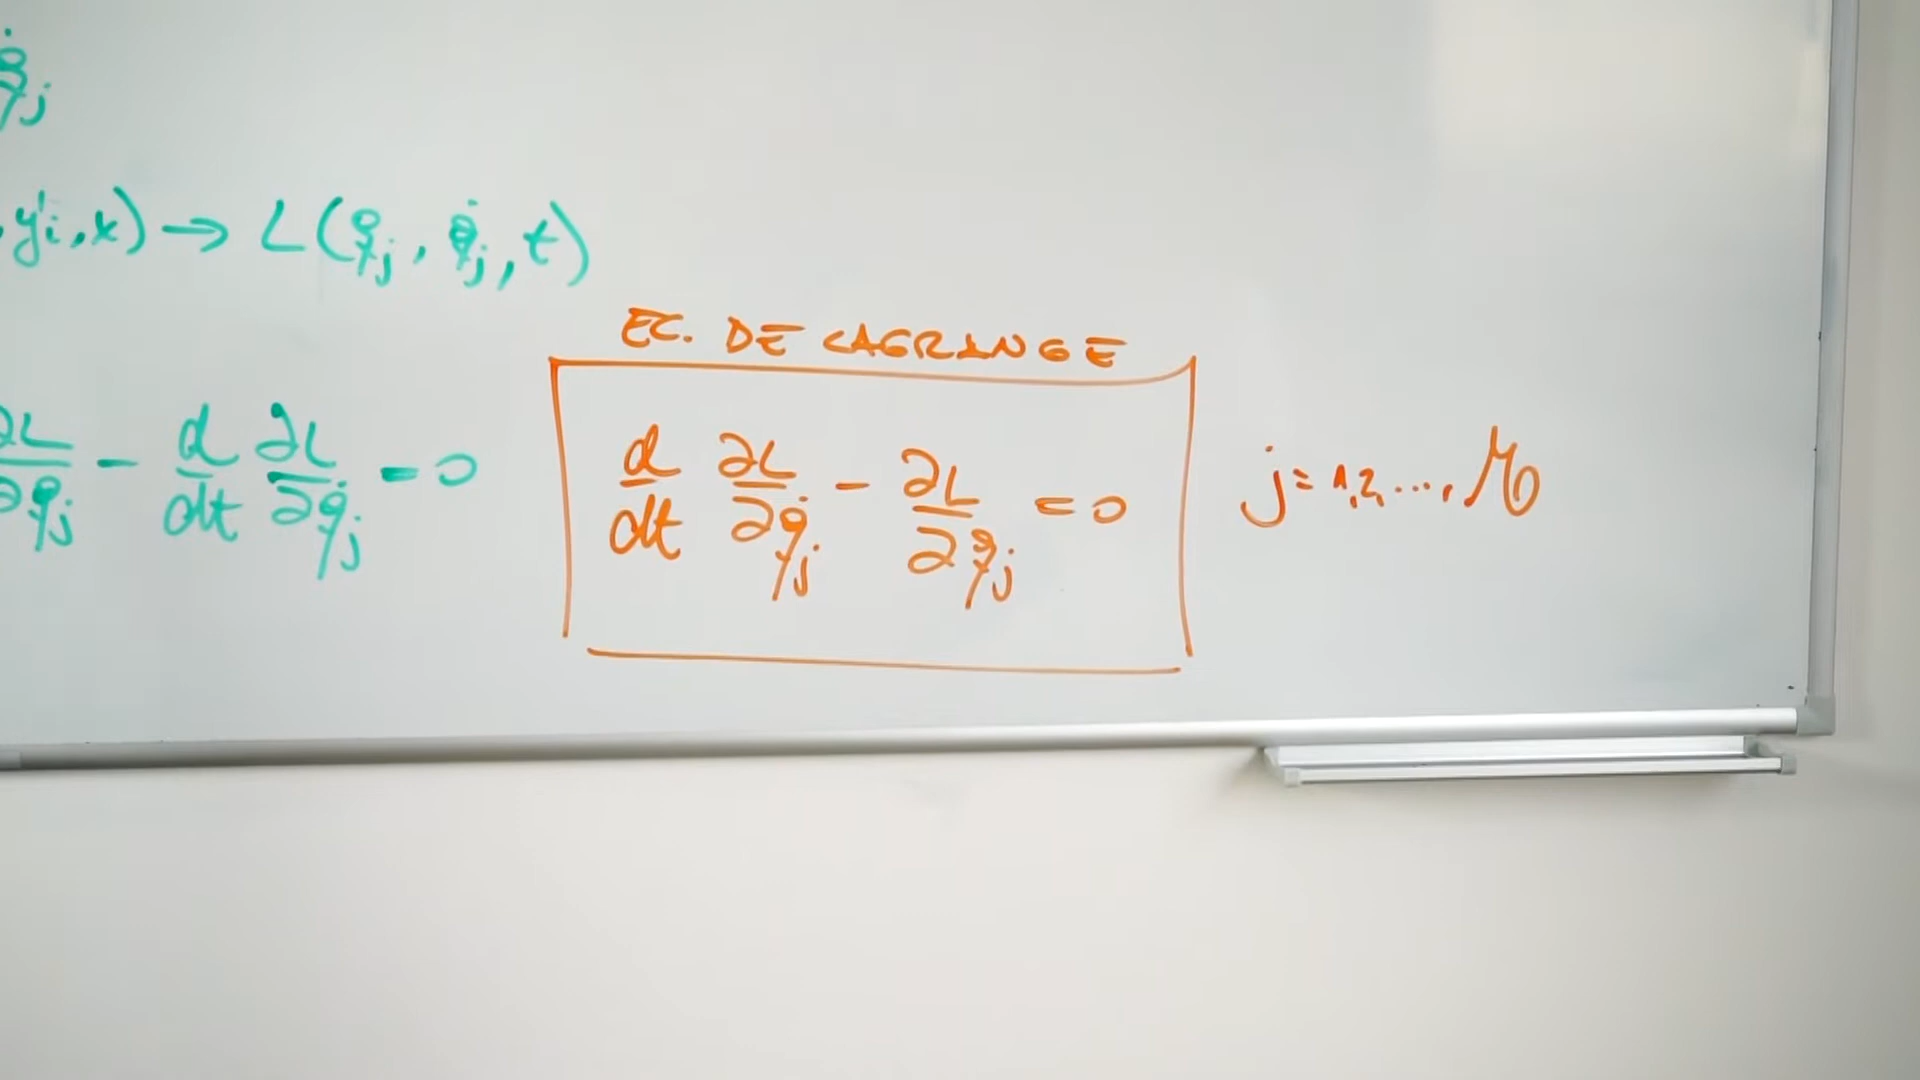 q̇j
, y'i, x) → L(qj, q̇j, t)
∂L/∂qj - d/dt ∂L/∂q̇j = 0
EC. DE LAGRANGE
d/dt ∂L/∂q̇j - ∂L/∂qj = 0 j = 1, 2, ...,